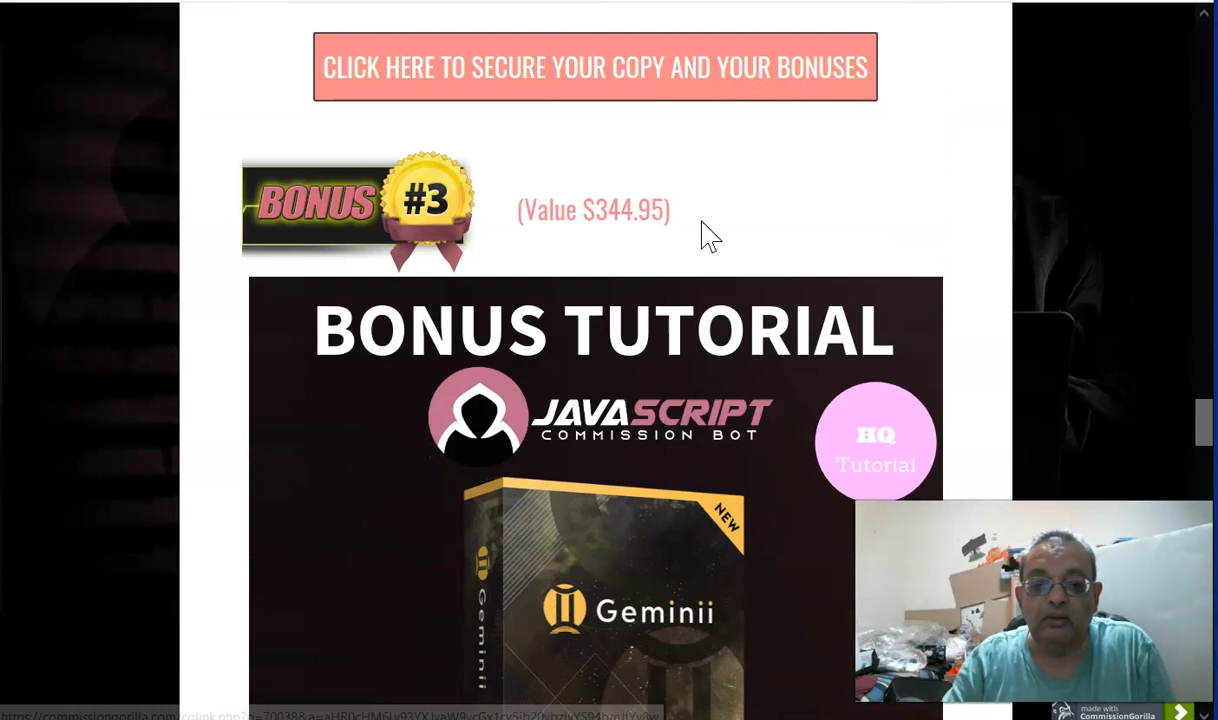 CLICK HERE TO SECURE YOUR COPY AND YOUR BONUSES
BONUS #3
(Value $344.95)
BONUS TUTORIAL
JAVASCRIPT
COMMISSION BOT
HQ
Tutorial
NEW
Geminii
Geminii
made with
CommissionGorilla